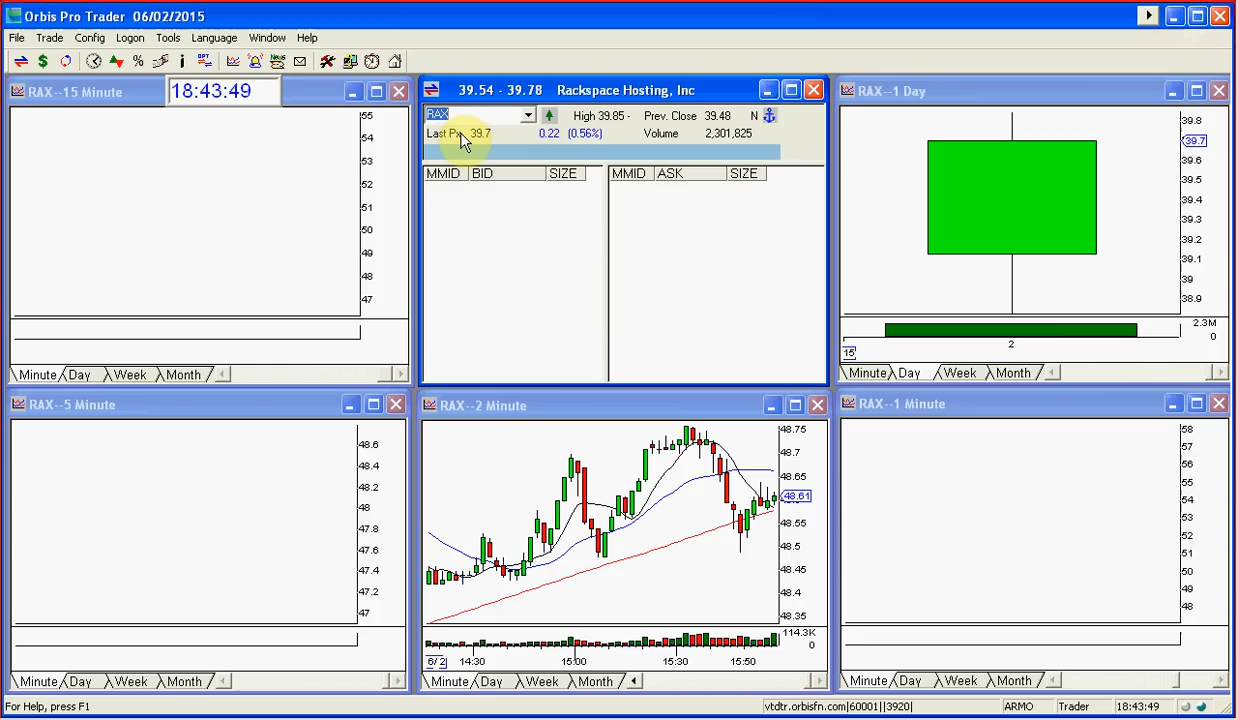 Orbis Pro Trader 06/02/2015
File Trade Config Logon Tools Language Window Help
RAX--15 Minute
18:43:49
55
53
52
51
50
49
48
47
Minute Day Week Month
39.54 - 39.78 Rackspace Hosting, Inc
RAX High 39.85 - Prev. Close 39.48 N
Last Px 39.7 0.22 (0.56%) Volume 2,301,825
MMID BID SIZE MMID ASK SIZE
RAX--1 Day
39.8
39.7
39.6
39.5
39.4
39.3
39.2
39.1
39
38.9
2.3M
0
2
15
Minute Day Week Month
RAX--5 Minute
48.6
48.4
48.2
48
47.8
47.6
47.4
47.2
47
Minute Day Week Month
RAX--2 Minute
48.75
48.7
48.65
48.61
48.55
48.5
48.45
48.4
48.35
114.3K
0
6/2 14:30 15:00 15:30 15:50
Minute Day Week Month
RAX--1 Minute
58
57
56
55
54
53
52
51
50
49
48
Minute Day Week Month
For Help, press F1
vtdtr.orbisfn.com|60001||3920| ARMO Trader 18:43:49